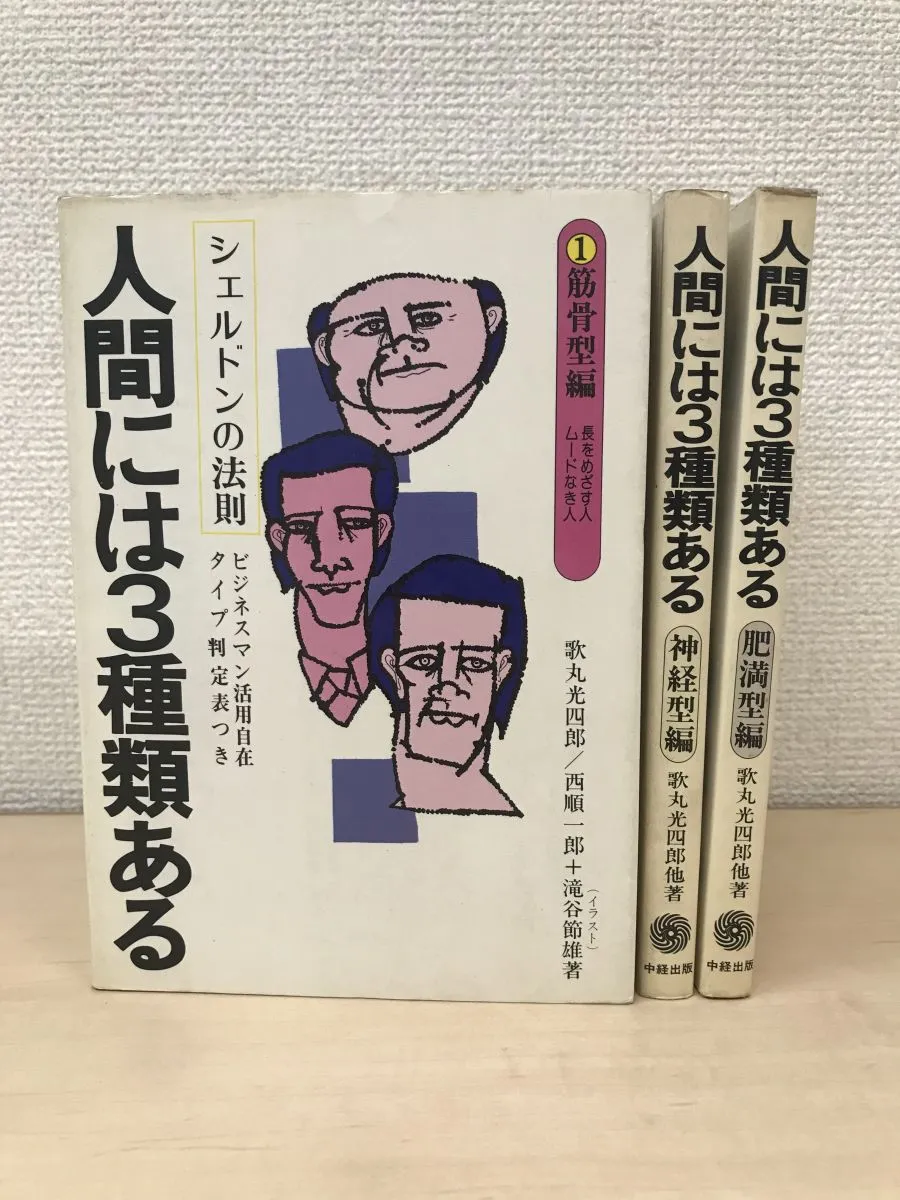 人間には3種類ある
シェルドンの法則
ビジネスマン活用自在
タイプ判定表つき
1筋骨型編
長をめざす人
ムードなき人
歌丸光四郎/西順一郎+滝谷節雄著
(イラスト)
人間には3種類ある
神経型編
歌丸光四郎他著
中経出版
人間には3種類ある
肥満型編
歌丸光四郎他著
中経出版